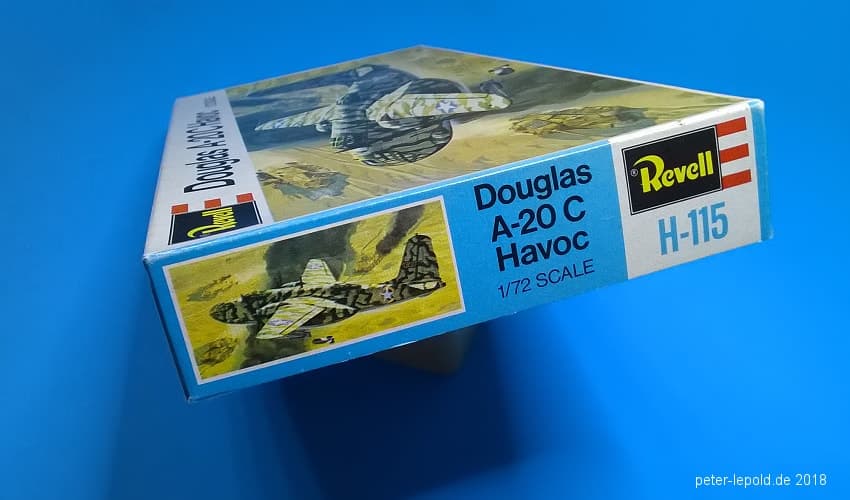 Douglas A-20 C Havoc
Revell
Douglas
A-20 C
Havoc
1/72 SCALE
® Revell
H-115
peter-lepold.de 2018